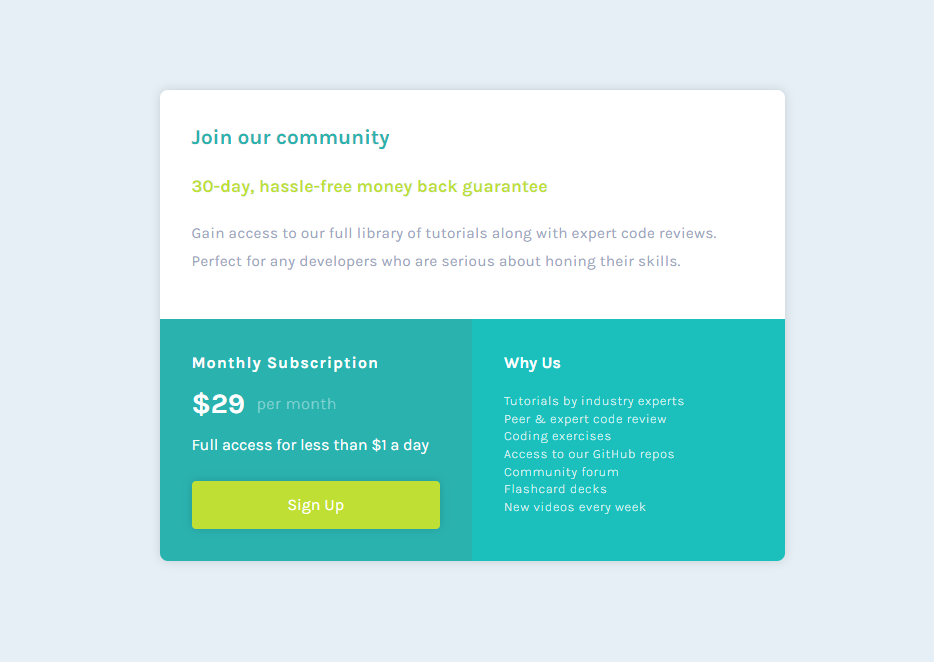 Join our community
30-day, hassle-free money back guarantee
Gain access to our full library of tutorials along with expert code reviews.
Perfect for any developers who are serious about honing their skills.
Monthly Subscription
$29 per month
Full access for less than $1 a day
Sign Up
Why Us
Tutorials by industry experts
Peer & expert code review
Coding exercises
Access to our GitHub repos
Community forum
Flashcard decks
New videos every week